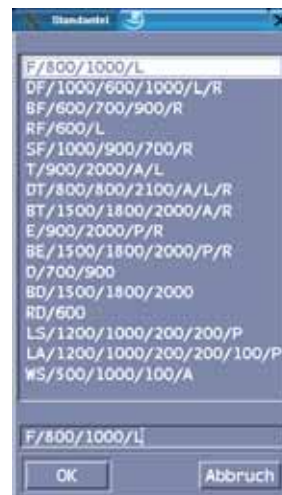 Standardtitel
F/800/1000/L
DF/1000/600/1000/L/R
BF/600/700/900/R
RF/600/L
SF/1000/900/700/R
T/900/2000/A/L
DT/800/800/2100/A/L/R
BT/1500/1800/2000/A/R
E/900/2000/P/R
BE/1500/1800/2000/P/R
D/700/900
BD/1500/1800/2000
RD/600
LS/1200/1000/200/200/P
LA/1200/1000/200/200/100/P
WS/500/1000/100/A
F/800/1000/L
OK
Abbruch